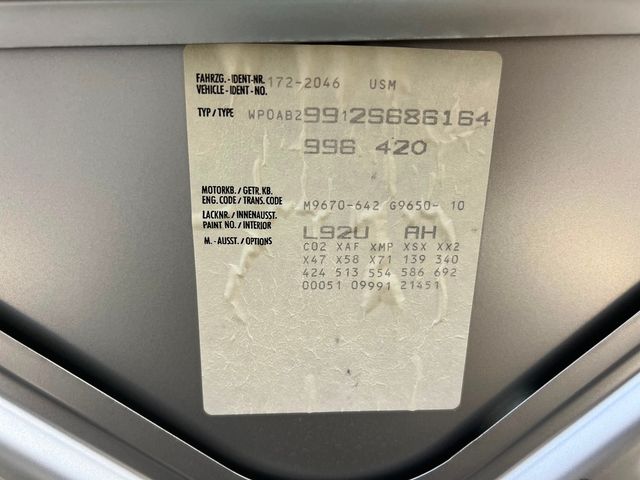 FAHRZG.-IDENT-NR. 172-2046 USM
VEHICLE-IDENT-NO.
TYP / TYPE WP0AB29912S686164
996 420
MOTORKB. / GETR. KB.
ENG. CODE / TRANS. CODE M9670-642 G9650- 10
LACKNR. / INNENAUSST.
PAINT NO. / INTERIOR L92U AH
M. - AUSST. / OPTIONS C02 XAF XMP XSX XX2
X47 X58 X71 139 340
424 513 554 586 692
00051 09991 21451